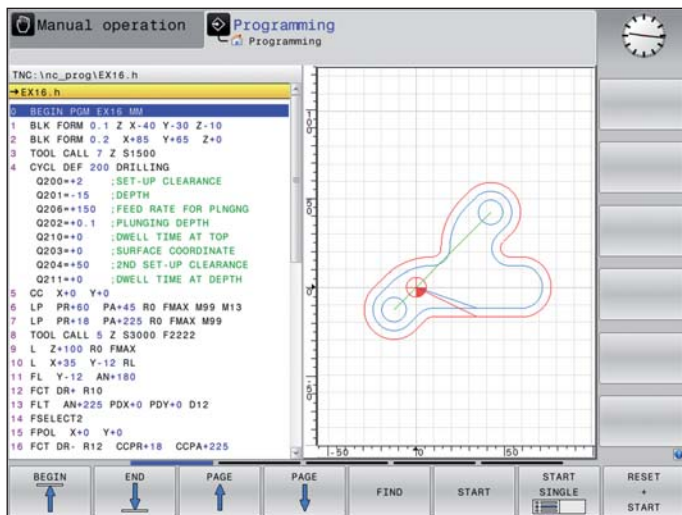 Manual operation
Programming
Programming
TNC:\nc_prog\EX16.h
→EX16.h
0 BEGIN PGM EX16 MM
1 BLK FORM 0.1 Z X-40 Y-30 Z-10
2 BLK FORM 0.2 X+85 Y+65 Z+0
3 TOOL CALL 7 Z S1500
4 CYCL DEF 200 DRILLING
Q200=+2 ;SET-UP CLEARANCE
Q201=-15 ;DEPTH
Q206=+150 ;FEED RATE FOR PLNGNG
Q202=+0.1 ;PLUNGING DEPTH
Q210=+0 ;DWELL TIME AT TOP
Q203=+0 ;SURFACE COORDINATE
Q204=+50 ;2ND SET-UP CLEARANCE
Q211=+0 ;DWELL TIME AT DEPTH
5 CC X+0 Y+0
6 LP PR+60 PA+45 R0 FMAX M99 M13
7 LP PR+18 PA+225 R0 FMAX M99
8 TOOL CALL 5 Z S3000 F2222
9 L Z+100 R0 FMAX
10 L X+35 Y-12 RL
11 FL Y-12 AN+180
12 FCT DR+ R10
13 FLT AN+225 PDX+0 PDY+0 D12
14 FSELECT2
15 FPOL X+0 Y+0
16 FCT DR- R12 CCPR+18 CCPA+225
100
50
0
-50
-50
0
50
BEGIN
END
PAGE
PAGE
FIND
START
START
SINGLE
RESET
+
START